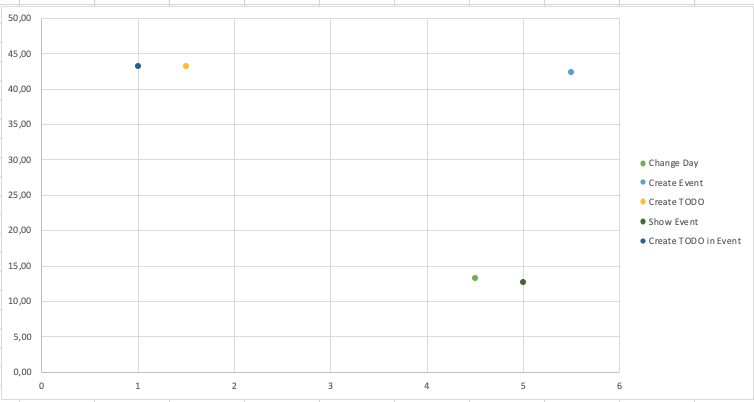 50,00
45,00
40,00
35,00
30,00
25,00
20,00
15,00
10,00
5,00
0,00
0 1 2 3 4 5 6
Change Day
Create Event
Create TODO
Show Event
Create TODO in Event